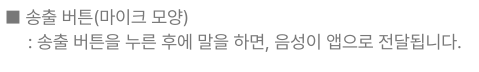 ■ 송출 버튼(마이크 모양)
: 송출 버튼을 누른 후에 말을 하면, 음성이 앱으로 전달됩니다.